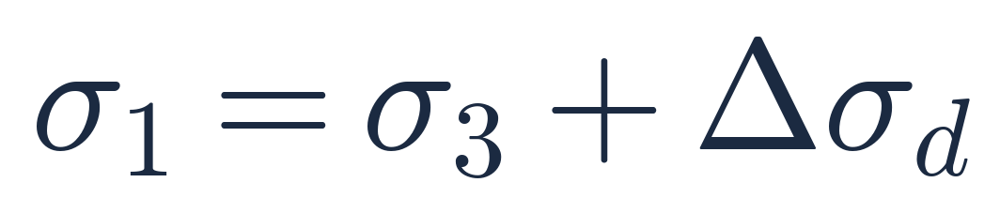 σ₁ = σ₃ + Δσ_d